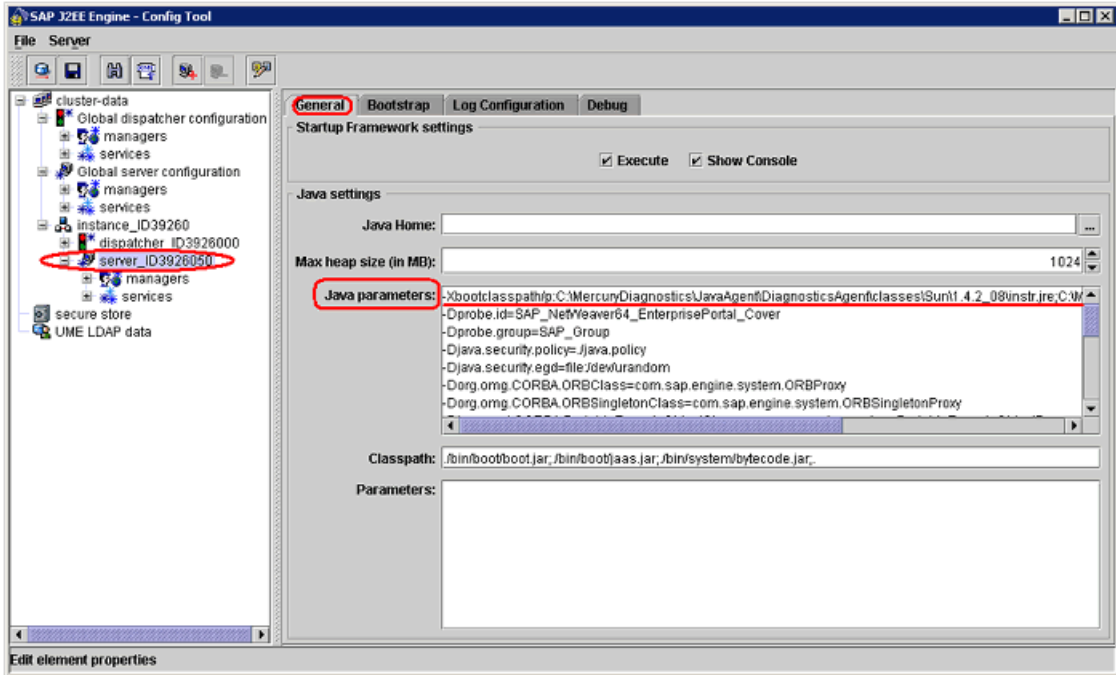 SAP J2EE Engine - Config Tool
File Server
cluster-data
Global dispatcher configuration
managers
services
Global server configuration
managers
services
instance_ID39260
dispatcher_ID3926000
server_ID3926050
managers
services
secure store
UME LDAP data
General Bootstrap Log Configuration Debug
Startup Framework settings
Execute Show Console
Java settings
Java Home: ...
Max heap size (in MB): 1024
Java parameters:
-Xbootclasspath/p:C:\MercuryDiagnostics\JavaAgent\DiagnosticsAgent\classes\Sun\1.4.2_08\instr.jre;C:\M
-Dprobe.id=SAP_NetWeaver64_EnterprisePortal_Cover
-Dprobe.group=SAP_Group
-Djava.security.policy=./java.policy
-Djava.security.egd=file:/dev/urandom
-Dorg.omg.CORBA.ORBClass=com.sap.engine.system.ORBProxy
-Dorg.omg.CORBA.ORBSingletonClass=com.sap.engine.system.ORBSingletonProxy
Classpath: ./bin/boot/boot.jar;./bin/boot/jaas.jar;./bin/system/bytecode.jar;.
Parameters:
Edit element properties